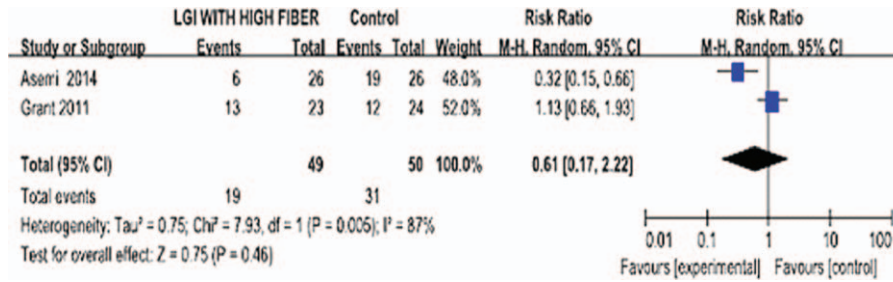 LGI WITH HIGH FIBER Control Risk Ratio Risk Ratio
Study or Subgroup Events Total Events Total Weight M-H, Random, 95% CI M-H, Random, 95% CI
Asemi 2014 6 26 19 26 48.0% 0.32 [0.15, 0.66]
Grant 2011 13 23 12 24 52.0% 1.13 [0.66, 1.93]
Total (95% CI) 49 50 100.0% 0.61 [0.17, 2.22]
Total events 19 31
Heterogeneity: Tau² = 0.75; Chi² = 7.93, df = 1 (P = 0.005); I² = 87%
Test for overall effect: Z = 0.75 (P = 0.46)
0.01 0.1 1 10 100
Favours [experimental] Favours [control]